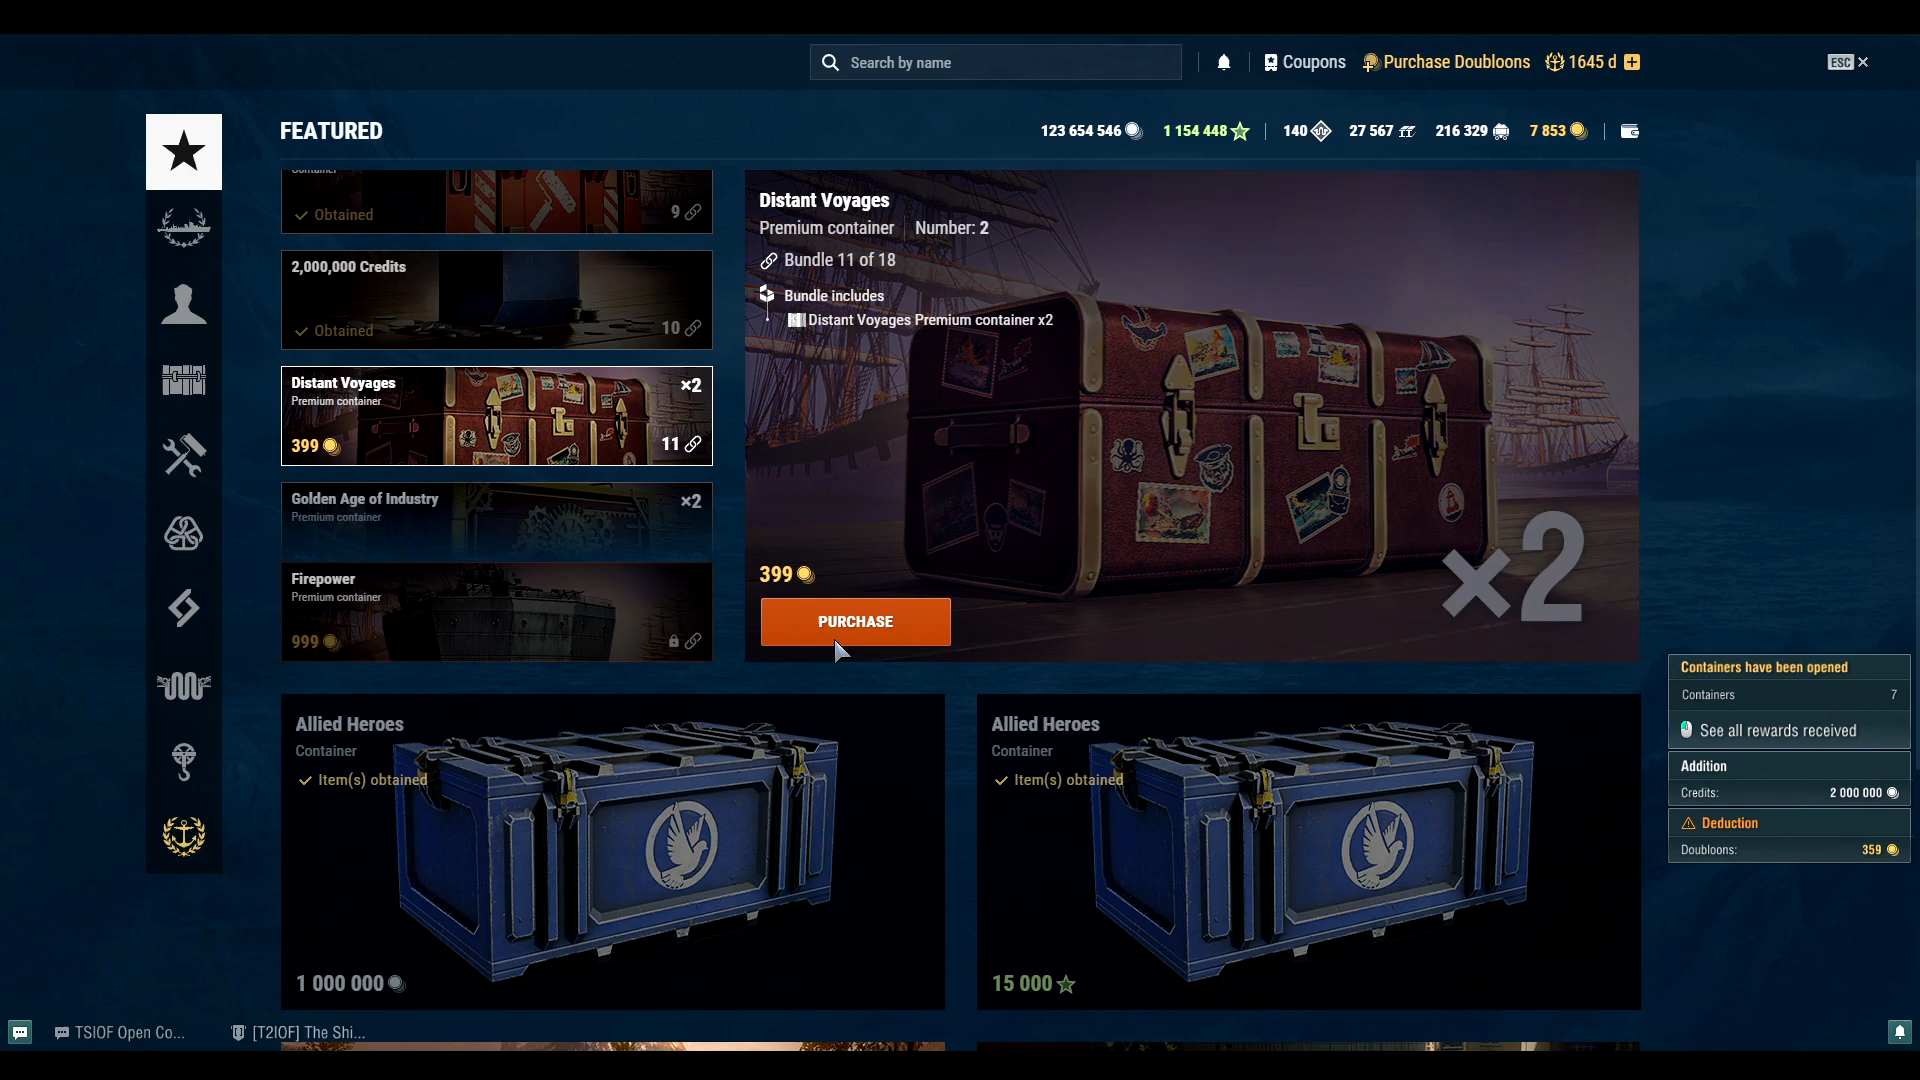 Search by name
Coupons
Purchase Doubloons
1645 d
ESC
FEATURED
123 654 546
1 154 448
140
27 567
216 329
7 853
Container
Obtained
9
2,000,000 Credits
Obtained
10
Distant Voyages
×2
Premium container
399
11
Golden Age of Industry
×2
Premium container
Firepower
Premium container
999
Distant Voyages
Premium container
Number: 2
Bundle 11 of 18
Bundle includes
Distant Voyages Premium container x2
×2
399
PURCHASE
Allied Heroes
Container
Item(s) obtained
1 000 000
Allied Heroes
Container
Item(s) obtained
15 000
Containers have been opened
Containers 7
See all rewards received
Addition
Credits: 2 000 000
Deduction
Doubloons: 359
TSIOF Open Co...
[T2IOF] The Shi...